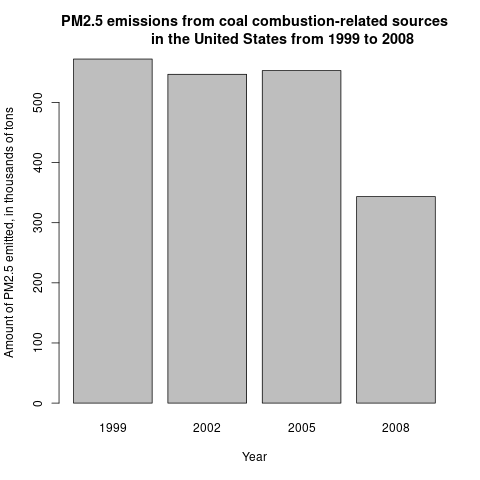 PM2.5 emissions from coal combustion-related sources
in the United States from 1999 to 2008
Amount of PM2.5 emitted, in thousands of tons
500
400
300
200
100
0
1999 2002 2005 2008
Year